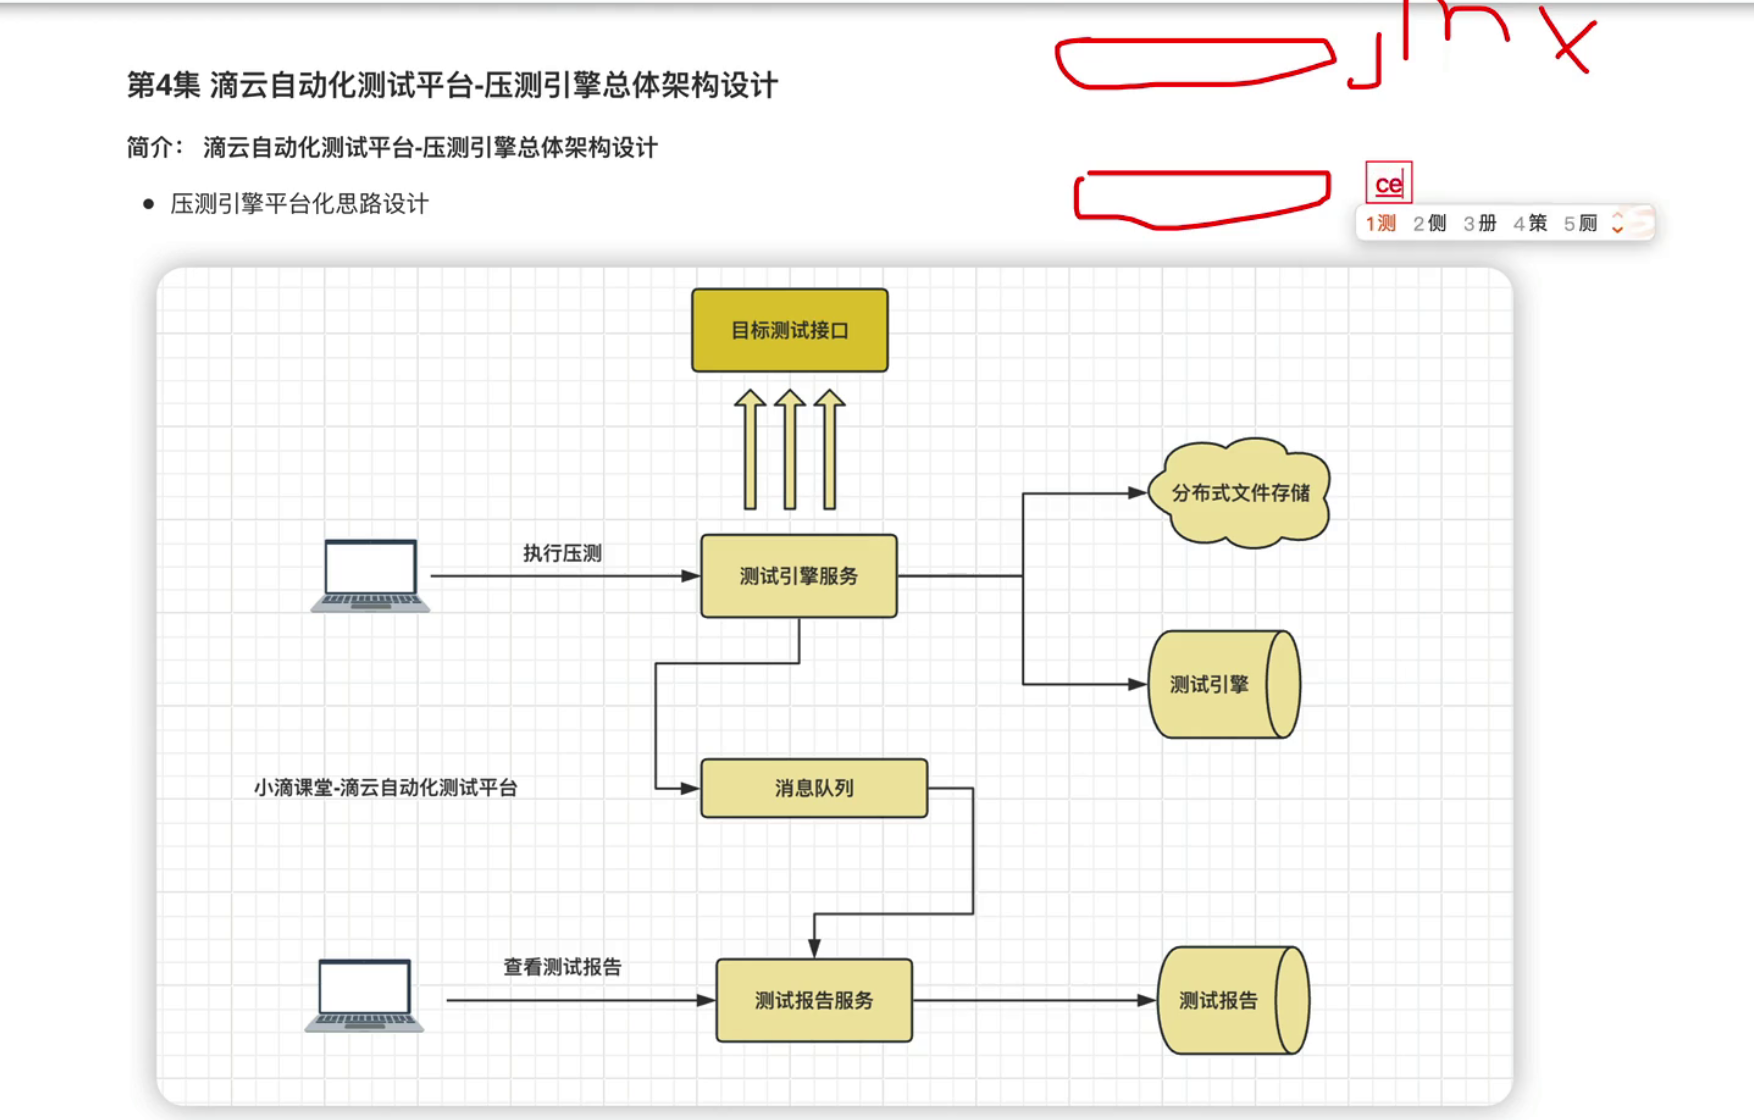 jmx
第4集 滴云自动化测试平台-压测引擎总体架构设计
简介： 滴云自动化测试平台-压测引擎总体架构设计
ce
• 压测引擎平台化思路设计
1测 2侧 3册 4策 5厕
目标测试接口
分布式文件存储
执行压测
测试引擎服务
测试引擎
小滴课堂-滴云自动化测试平台
消息队列
查看测试报告
测试报告服务
测试报告